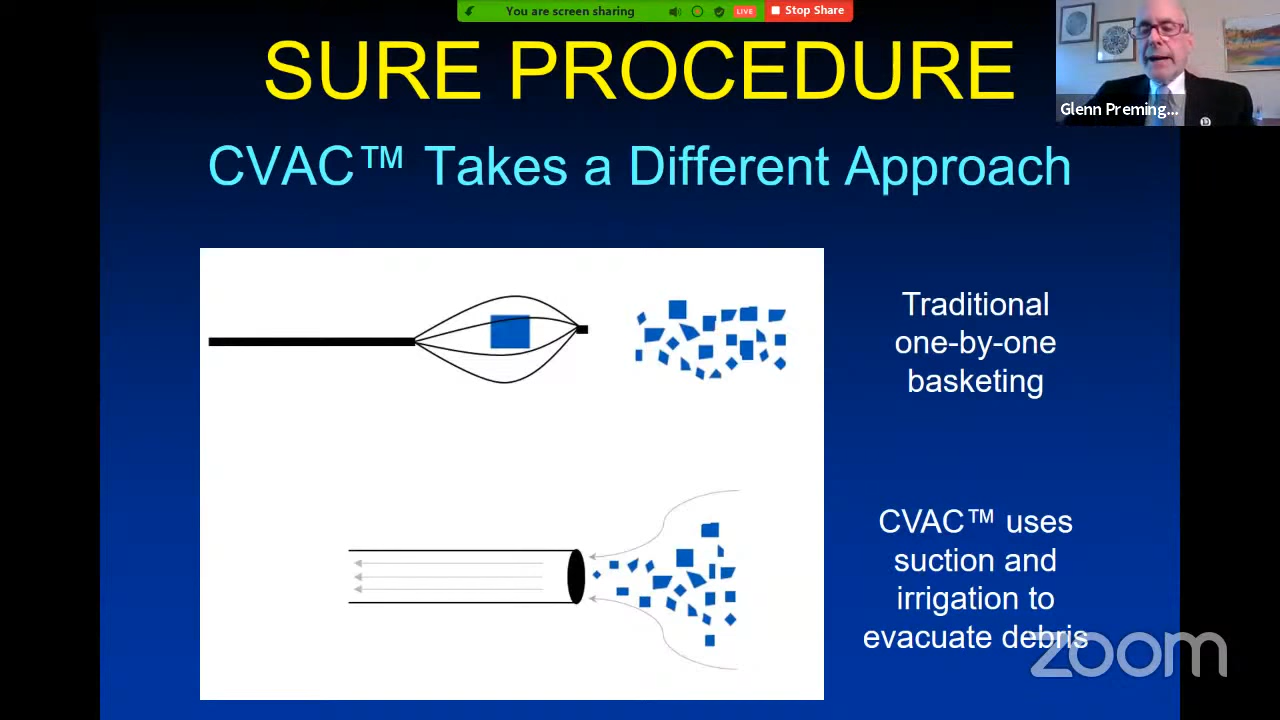 You are screen sharing
LIVE
Stop Share
SURE PROCEDURE
Glenn Preming...
CVAC™ Takes a Different Approach
Traditional
one-by-one
basketing
CVAC™ uses
suction and
irrigation to
evacuate debris
zoom